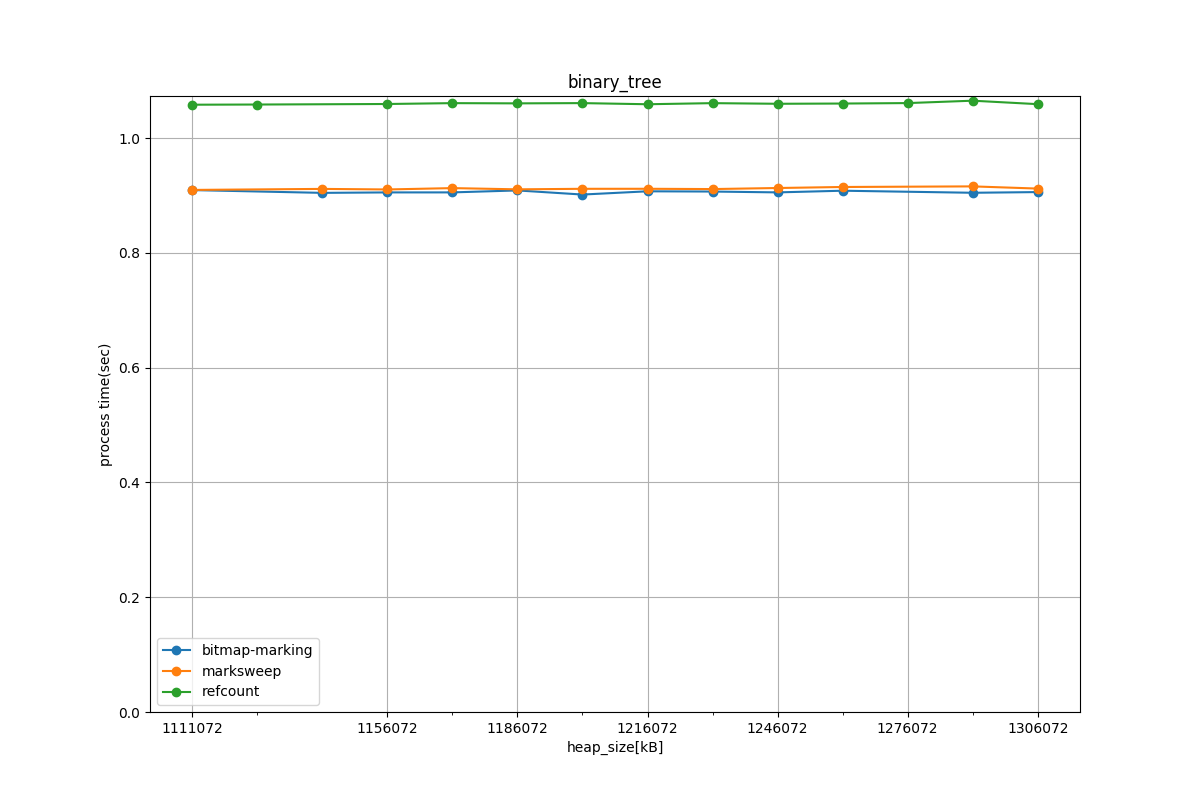 binary_tree
process time(sec)
1.0
0.8
0.6
0.4
0.2
0.0
bitmap-marking
marksweep
refcount
1111072 1156072 1186072 1216072 1246072 1276072 1306072
heap_size[kB]